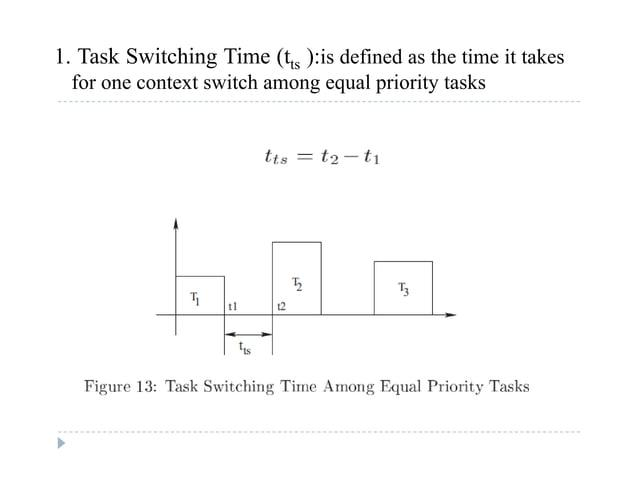 1. Task Switching Time (tts ):is defined as the time it takes
for one context switch among equal priority tasks
tts = t2 − t1
T1
t1
t2
T2
T3
tts
Figure 13: Task Switching Time Among Equal Priority Tasks